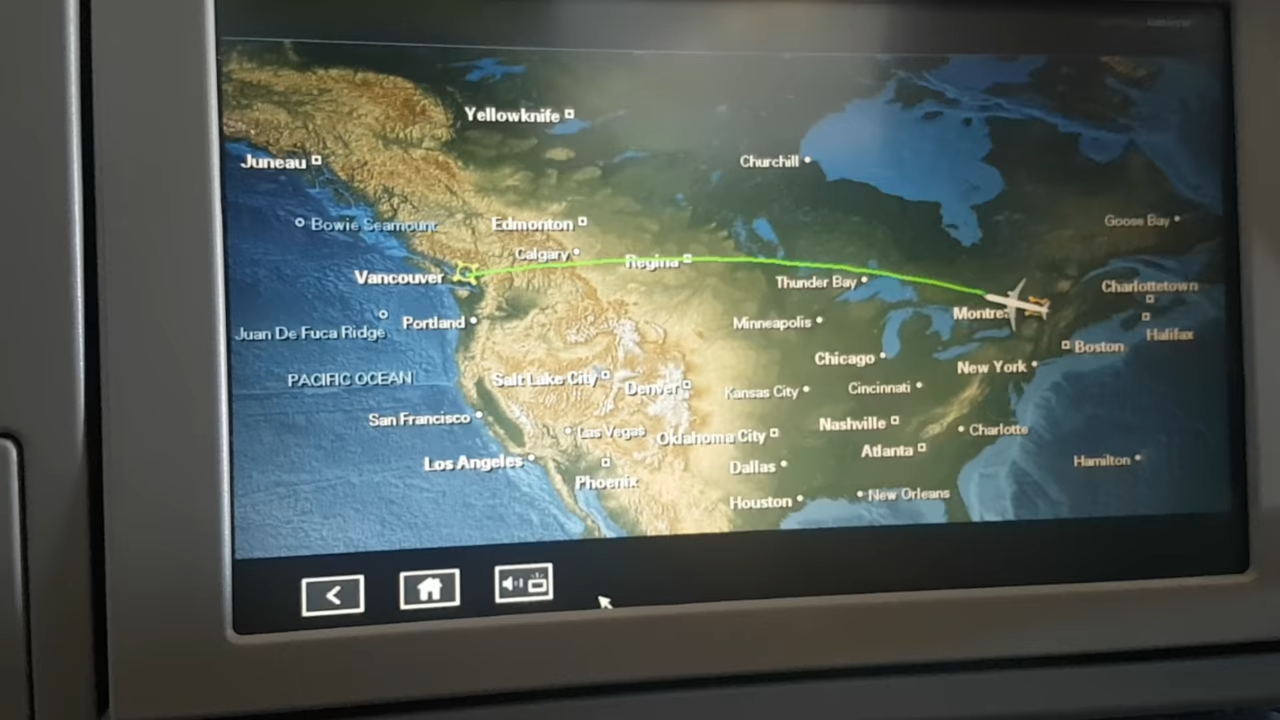 Yellowknife
Juneau
Churchill
Bowie Seamount
Edmonton
Goose Bay
Calgary
Regina
Vancouver
Thunder Bay
Charlottetown
Montre
Juan De Fuca Ridge
Portland
Minneapolis
Halifax
Boston
Chicago
New York
PACIFIC OCEAN
Salt Lake City
Denver
Kansas City
Cincinnati
San Francisco
Las Vegas
Oklahoma City
Nashville
Charlotte
Los Angeles
Atlanta
Dallas
Hamilton
Phoenix
Houston
New Orleans